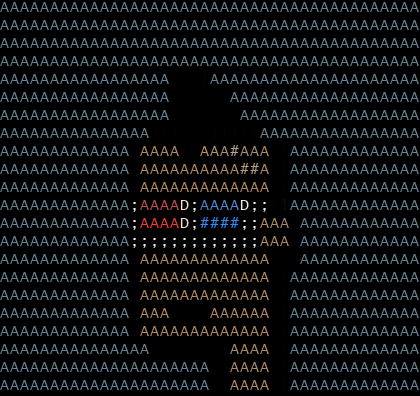 AAAAAAAAAAAAAAAAAAAAAAAAAAAAAAAAAAAAAAAAAA
AAAAAAAAAAAAAAAAAAAAAAAAAAAAAAAAAAAAAAAAAA
AAAAAAAAAAAAAAAAAAAAAAAAAAAAAAAAAAAAAAAAAA
AAAAAAAAAAAAAAAAAAAAAAAAAAAAAAAAAAAAAAAAAA
AAAAAAAAAAAAAAAAA    AAAAAAAAAAAAAAAAAAAAA
AAAAAAAAAAAAAAAAA      AAAAAAAAAAAAAAAAAAA
AAAAAAAAAAAAAAAAA       AAAAAAAAAAAAAAAAAA
AAAAAAAAAAAAAAA           AAAAAAAAAAAAAAAA
AAAAAAAAAAAAA AAAA  AAA#AAA  AAAAAAAAAAAAA
AAAAAAAAAAAAA AAAAAAAAAA##A  AAAAAAAAAAAAA
AAAAAAAAAAAAA AAAAAAAAAAAAA  AAAAAAAAAAAAA
AAAAAAAAAAAAA;AAAAD;AAAAD;;  AAAAAAAAAAAAA
AAAAAAAAAAAAA;AAAAD;####;;AAA AAAAAAAAAAAA
AAAAAAAAAAAAA;;;;;;;;;;;;;AAA AAAAAAAAAAAA
AAAAAAAAAAAAA AAAAAAAAAAAAA   AAAAAAAAAAAA
AAAAAAAAAAAAA AAAAAAAAAAAAA  AAAAAAAAAAAAA
AAAAAAAAAAAAA AAAAAAAAAAAAA  AAAAAAAAAAAAA
AAAAAAAAAAAAA AAA    AAAAAA  AAAAAAAAAAAAA
AAAAAAAAAAAAA AAAAAAAAAAAAA  AAAAAAAAAAAAA
AAAAAAAAAAAAAAA        AAAA  AAAAAAAAAAAAA
AAAAAAAAAAAAAAAAAAAAA  AAAA  AAAAAAAAAAAAA
AAAAAAAAAAAAAAAAAAAAA  AAAA  AAAAAAAAAAAAA